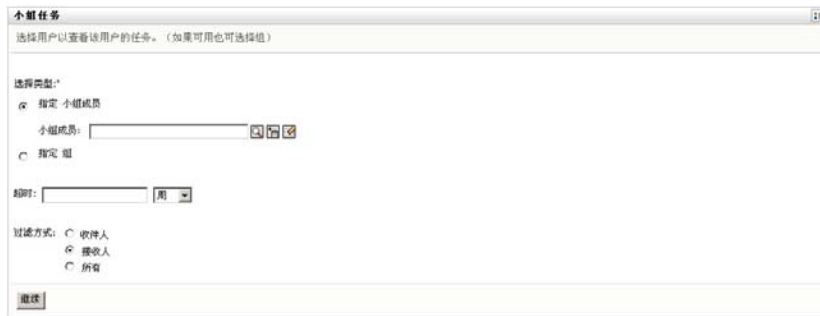 小组任务
选择用户以查看该用户的任务。（如果可用也可选择组）
选择类型:*
指定 小组成员
小组成员:
指定 组
超时:
周
过滤方式: 收件人
接收人
所有
继续